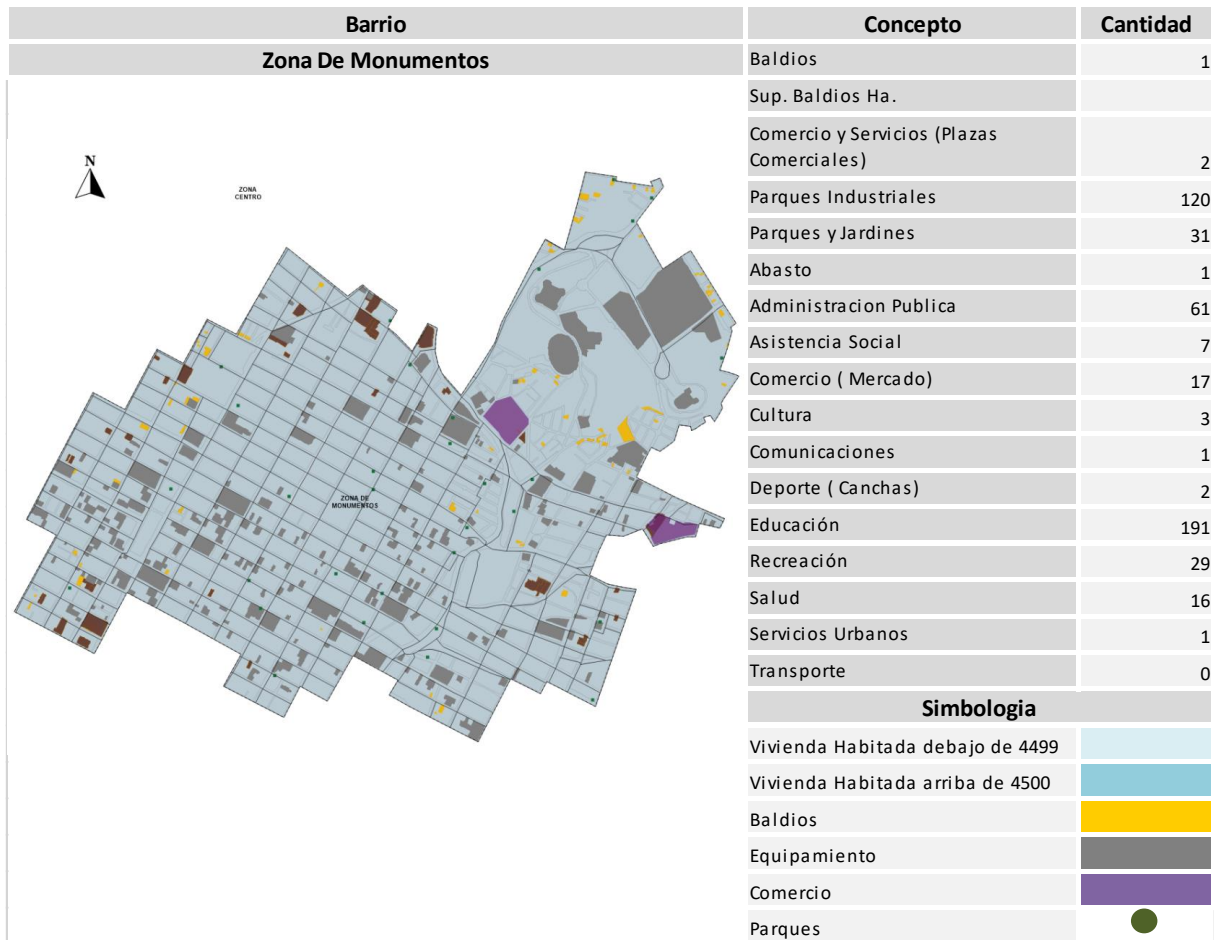 Barrio
Zona De Monumentos
N
ZONA
CENTRO
ZONA DE
MONUMENTOS
Concepto Cantidad
Baldios 1
Sup. Baldios Ha.
Comercio y Servicios (Plazas
Comerciales) 2
Parques Industriales 120
Parques y Jardines 31
Abasto 1
Administracion Publica 61
Asistencia Social 7
Comercio ( Mercado) 17
Cultura 3
Comunicaciones 1
Deporte ( Canchas) 2
Educación 191
Recreación 29
Salud 16
Servicios Urbanos 1
Transporte 0
Simbologia
Vivienda Habitada debajo de 4499
Vivienda Habitada arriba de 4500
Baldios
Equipamiento
Comercio
Parques